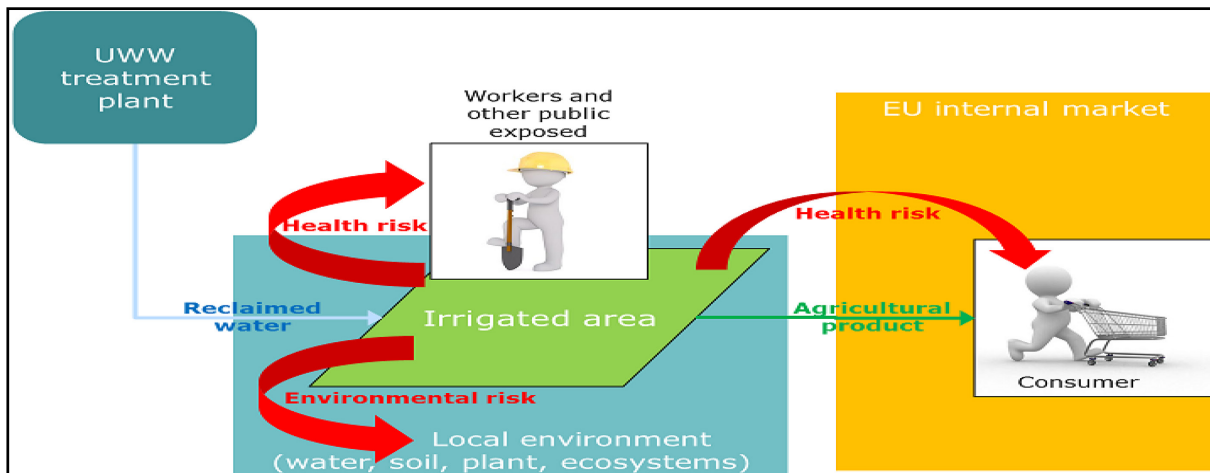 UWW
treatment
plant
Workers and
other public
exposed
EU internal market
Health risk
Health risk
Reclaimed
water
Irrigated area
Agricultural
product
Consumer
Environmental risk
Local environment
(water, soil, plant, ecosystems)